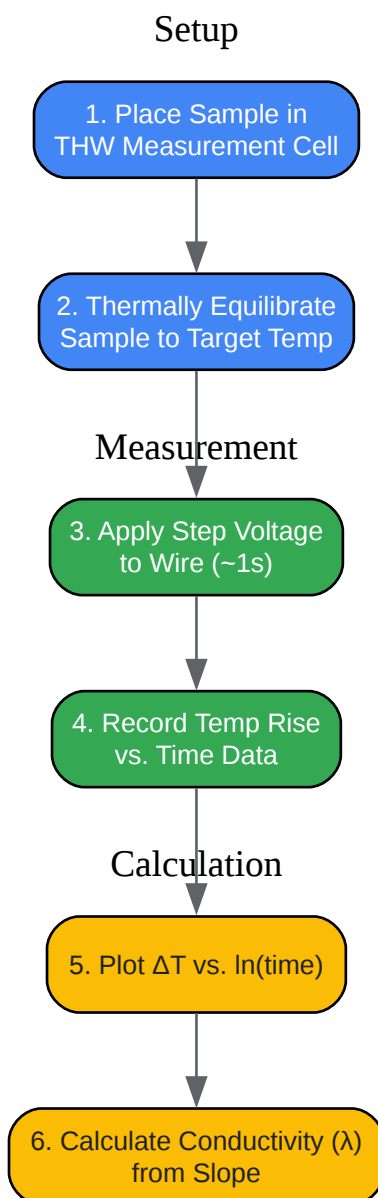 Setup
1. Place Sample in
THW Measurement Cell
2. Thermally Equilibrate
Sample to Target Temp
Measurement
3. Apply Step Voltage
to Wire (~1s)
4. Record Temp Rise
vs. Time Data
Calculation
5. Plot ΔT vs. ln(time)
6. Calculate Conductivity (λ)
from Slope